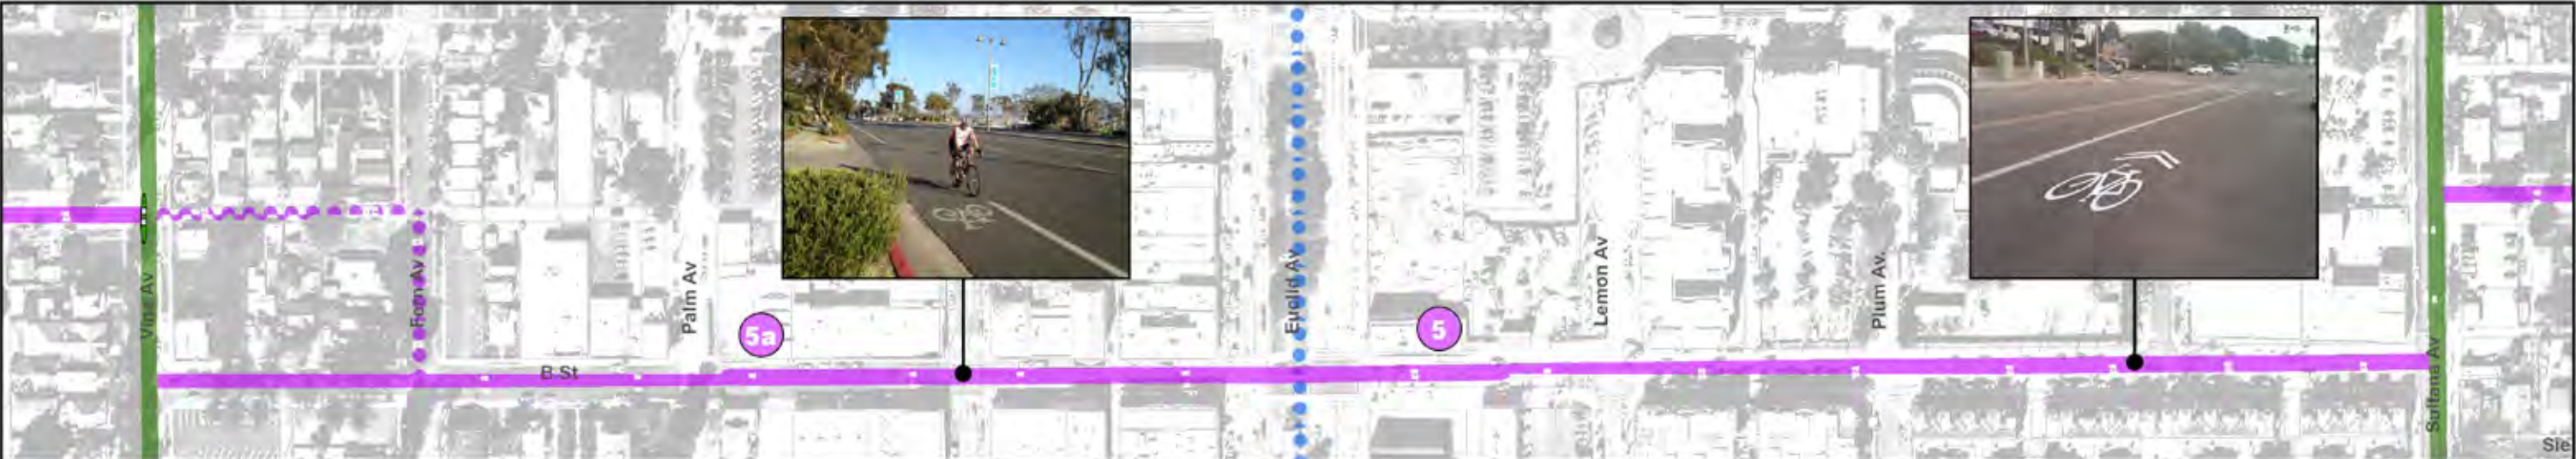 Vine Av
Palm Av
5a
B St
Euclid Av
5
Lemon Av
Plum Av.
Sultana Av